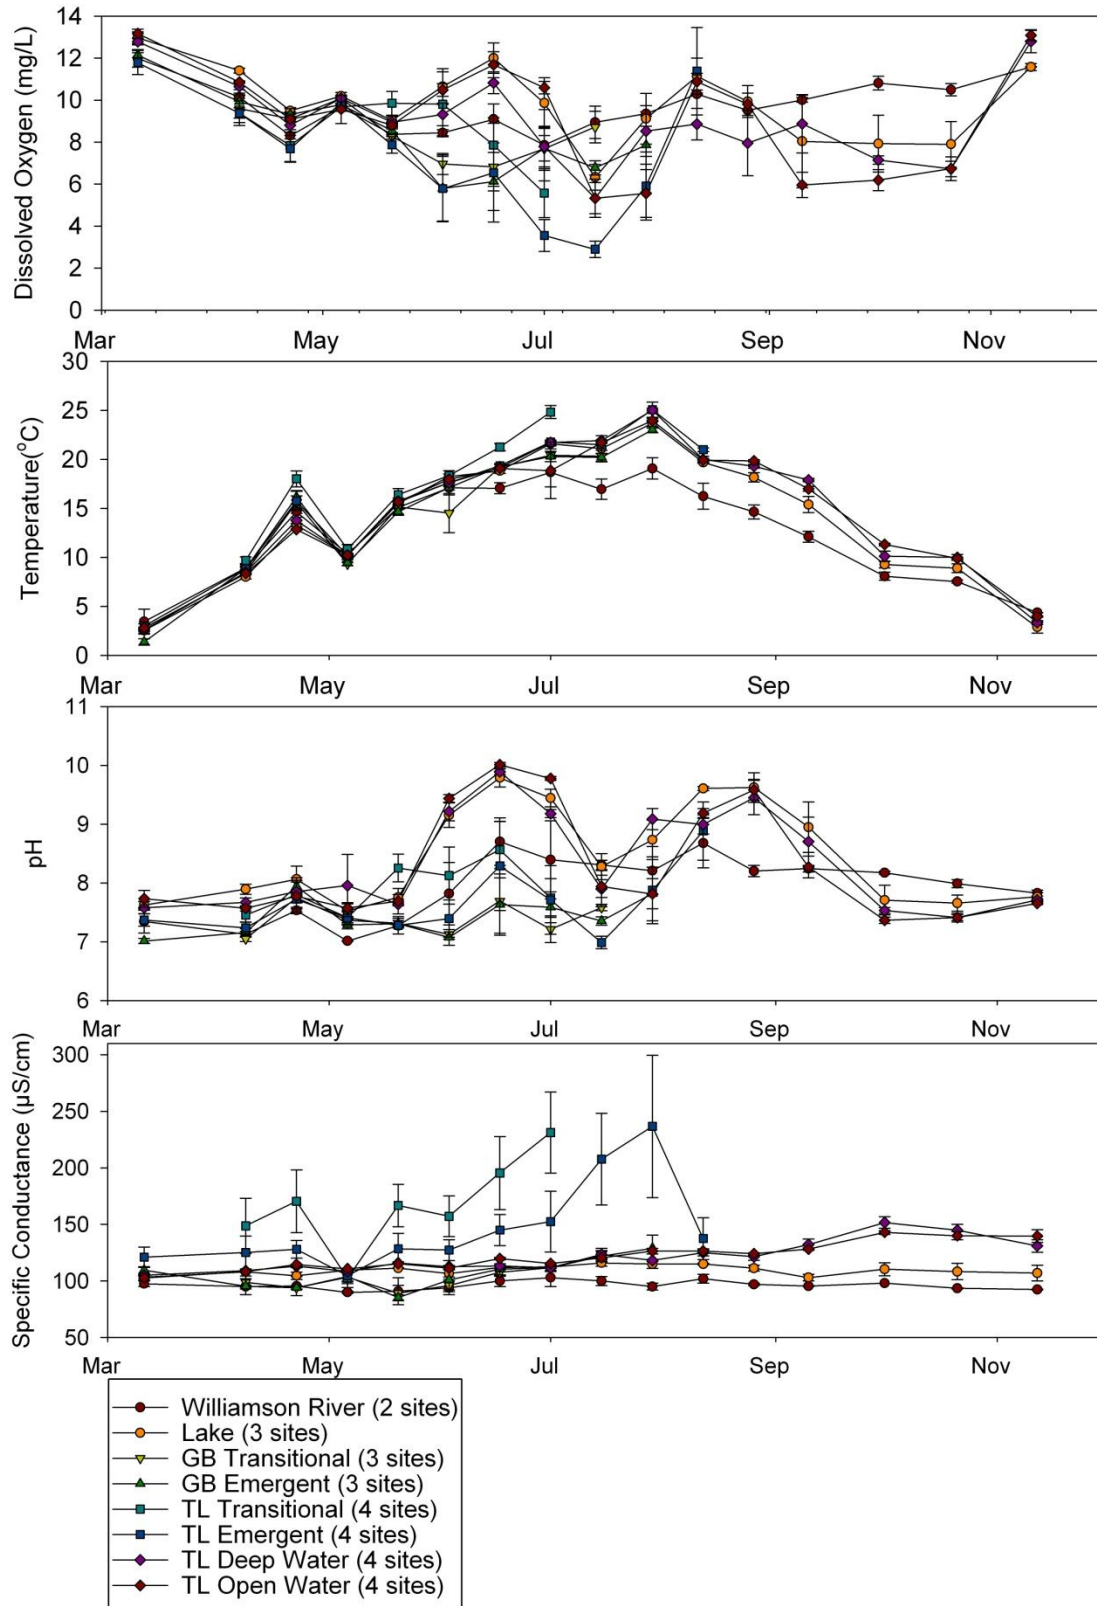 14
12
10
8
6
4
2
0
Dissolved Oxygen (mg/L)
Mar May Jul Sep Nov
30
25
20
15
10
5
0
Temperature(°C)
Mar May Jul Sep Nov
11
10
9
8
7
6
pH
Mar May Jul Sep Nov
300
250
200
150
100
50
Specific Conductance (µS/cm)
Mar May Jul Sep Nov
Williamson River (2 sites)
Lake (3 sites)
GB Transitional (3 sites)
GB Emergent (3 sites)
TL Transitional (4 sites)
TL Emergent (4 sites)
TL Deep Water (4 sites)
TL Open Water (4 sites)